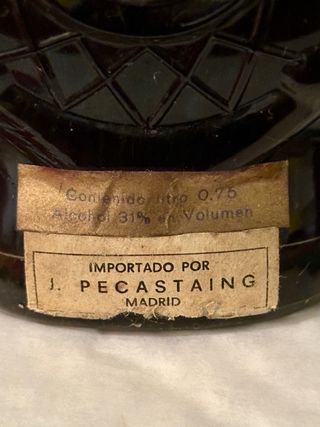 Contenido litro 0.75
Alcohol 31% en Volumen
IMPORTADO POR
J. PECASTAING
MADRID